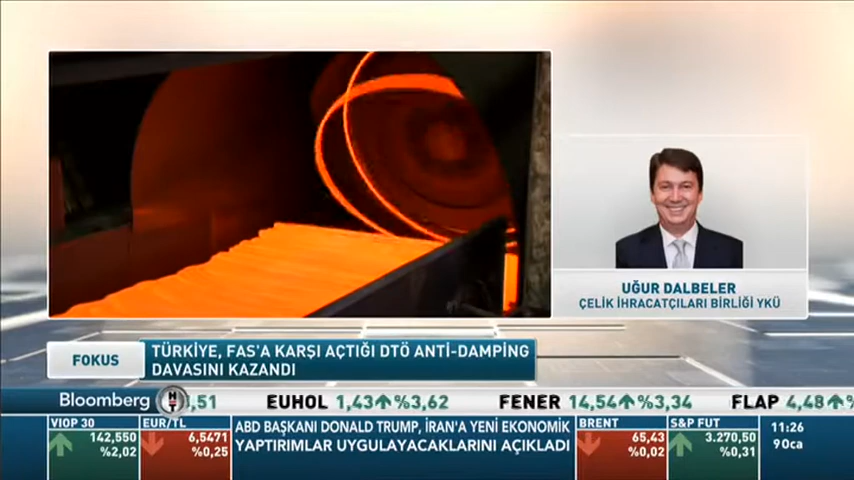 UĞUR DALBELER
ÇELİK İHRACATÇILARI BİRLİĞİ YKÜ
FOKUS
TÜRKİYE, FAS'A KARŞI AÇTIĞI DTÖ ANTİ-DAMPİNG
DAVASINI KAZANDI
Bloomberg HT ,51 EUHOL 1,43 %3,62 FENER 14,54 %3,34 FLAP 4,48
VIOP 30
142,550
%2,02
EUR/TL
6,5471
%0,25
ABD BAŞKANI DONALD TRUMP, İRAN'A YENİ EKONOMİK
YAPTIRIMLAR UYGULAYACAKLARINI AÇIKLADI
BRENT
65,43
%0,02
S&P FUT
3.270,50
%0,31
11:26
90ca